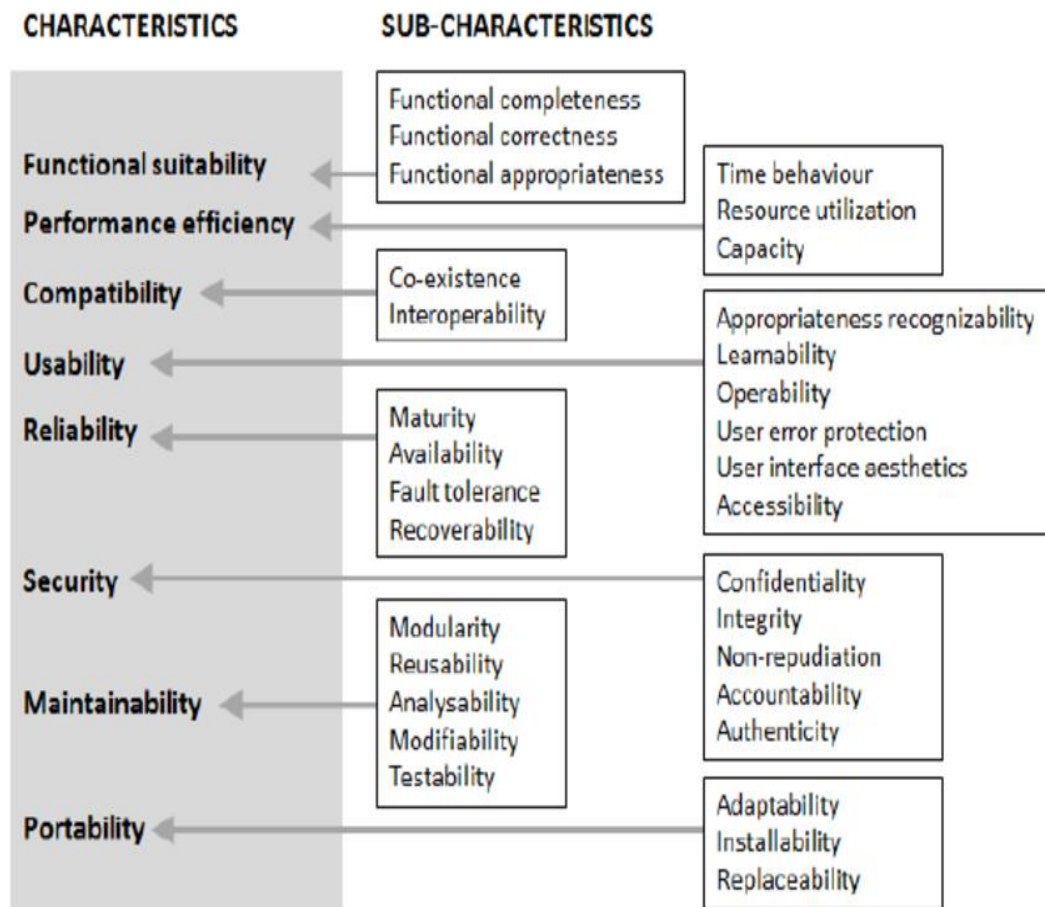 CHARACTERISTICS
SUB-CHARACTERISTICS
Functional suitability
Functional completeness
Functional correctness
Functional appropriateness
Performance efficiency
Time behaviour
Resource utilization
Capacity
Compatibility
Co-existence
Interoperability
Usability
Appropriateness recognizability
Learnability
Operability
User error protection
User interface aesthetics
Accessibility
Reliability
Maturity
Availability
Fault tolerance
Recoverability
Security
Confidentiality
Integrity
Non-repudiation
Accountability
Authenticity
Maintainability
Modularity
Reusability
Analysability
Modifiability
Testability
Portability
Adaptability
Installability
Replaceability